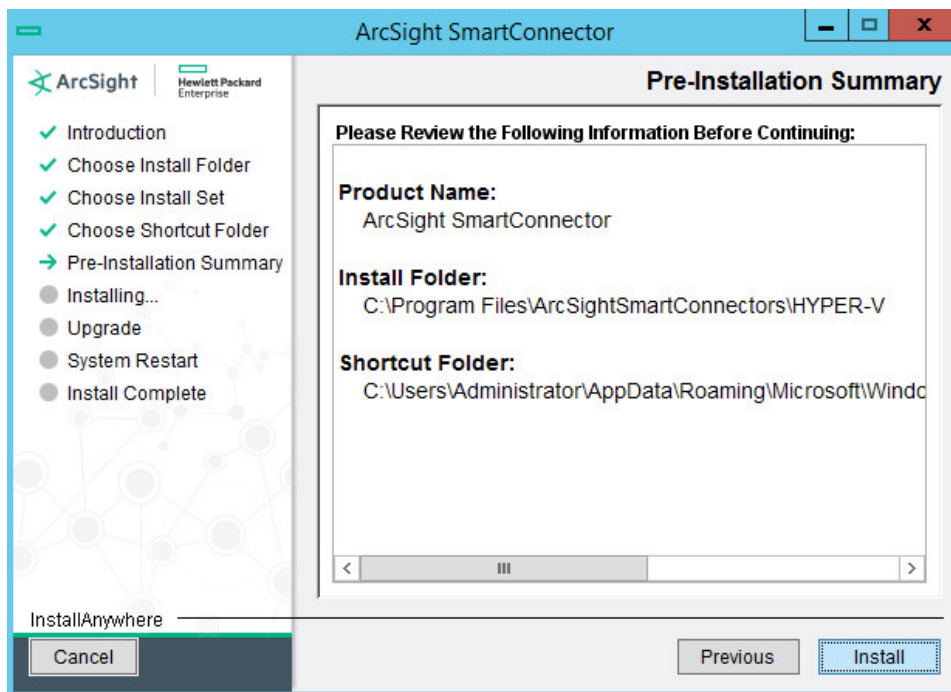 ArcSight SmartConnector
ArcSight
Hewlett Packard
Enterprise
Introduction
Choose Install Folder
Choose Install Set
Choose Shortcut Folder
Pre-Installation Summary
Installing...
Upgrade
System Restart
Install Complete
InstallAnywhere
Cancel
Pre-Installation Summary
Please Review the Following Information Before Continuing:
Product Name:
ArcSight SmartConnector
Install Folder:
C:\Program Files\ArcSightSmartConnectors\HYPER-V
Shortcut Folder:
C:\Users\Administrator\AppData\Roaming\Microsoft\Windo
Previous
Install